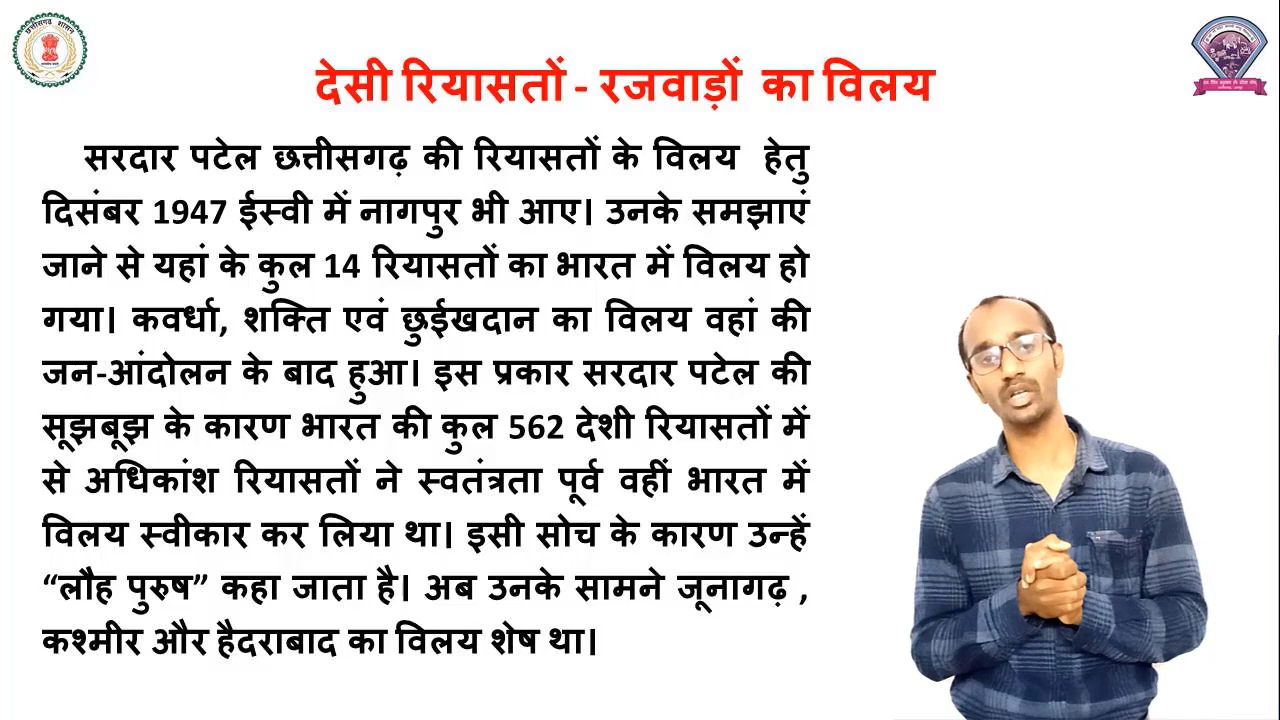 छत्तीसगढ़ शासन
देसी रियासतों - रजवाड़ों का विलय
सरदार पटेल छत्तीसगढ़ की रियासतों के विलय हेतु
दिसंबर 1947 ईस्वी में नागपुर भी आए। उनके समझाएं
जाने से यहां के कुल 14 रियासतों का भारत में विलय हो
गया। कवर्धा, शक्ति एवं छुईखदान का विलय वहां की
जन-आंदोलन के बाद हुआ। इस प्रकार सरदार पटेल की
सूझबूझ के कारण भारत की कुल 562 देशी रियासतों में
से अधिकांश रियासतों ने स्वतंत्रता पूर्व वहीं भारत में
विलय स्वीकार कर लिया था। इसी सोच के कारण उन्हें
“लौह पुरुष” कहा जाता है। अब उनके सामने जूनागढ़ ,
कश्मीर और हैदराबाद का विलय शेष था।